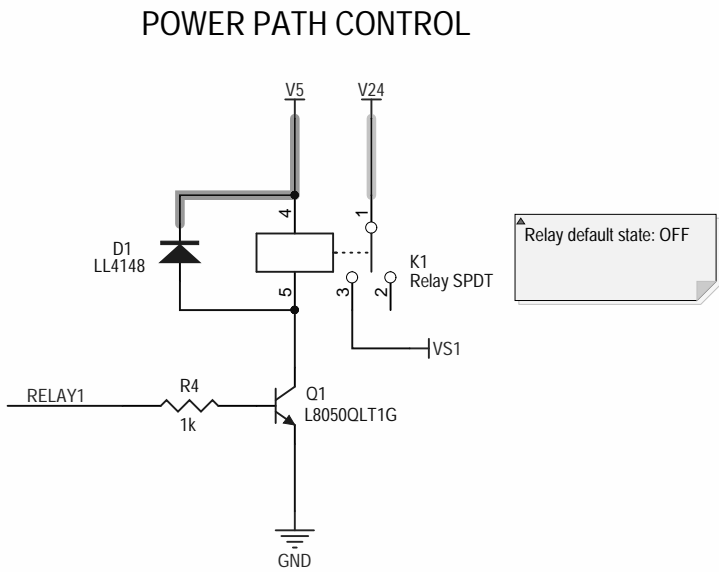 POWER PATH CONTROL
V5
V24
4
1
D1
LL4148
K1
Relay SPDT
5
3
2
Relay default state: OFF
VS1
RELAY1
R4
1k
Q1
L8050QLT1G
GND